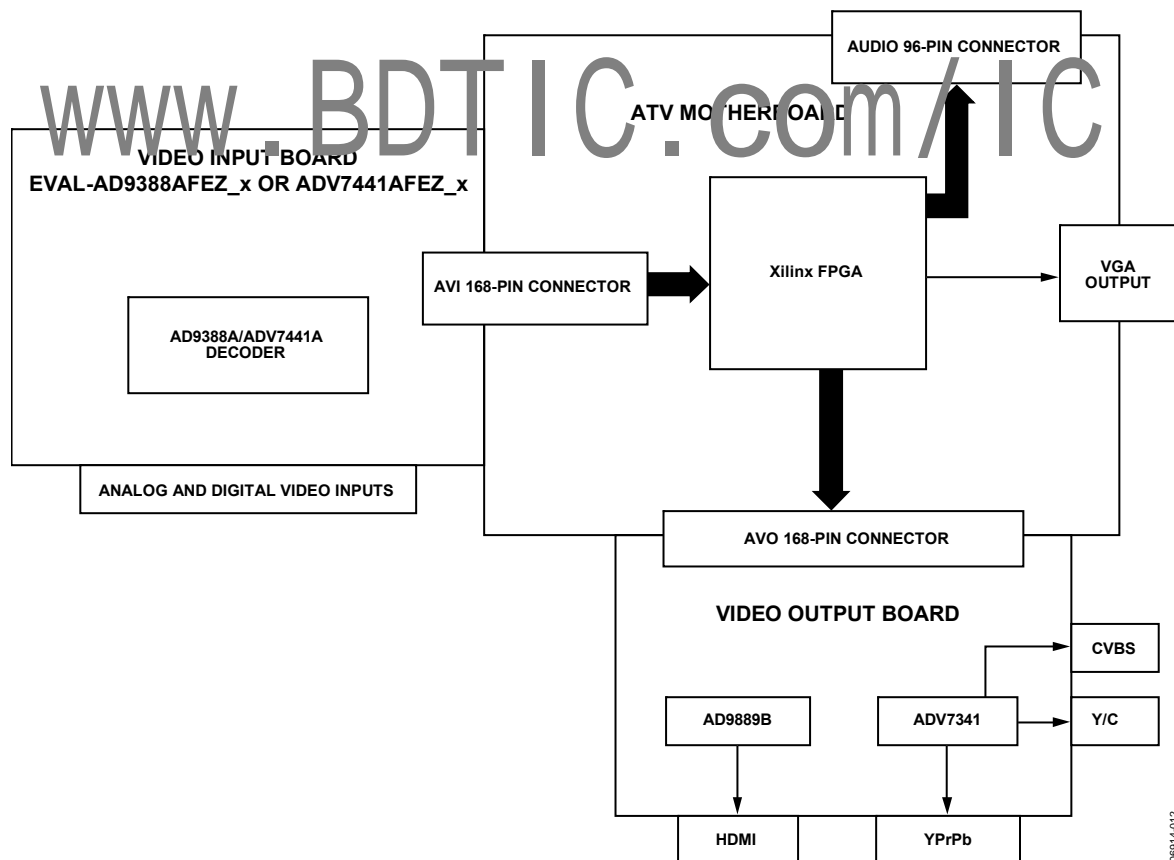 AUDIO 96-PIN CONNECTOR
www.BDTIC.com/IC
ATV MOTHERBOARD
VIDEO INPUT BOARD
EVAL-AD9388AFEZ_x OR ADV7441AFEZ_x
Xilinx FPGA
VGA
OUTPUT
AVI 168-PIN CONNECTOR
AD9388A/ADV7441A
DECODER
ANALOG AND DIGITAL VIDEO INPUTS
AVO 168-PIN CONNECTOR
VIDEO OUTPUT BOARD
CVBS
AD9889B
ADV7341
Y/C
HDMI
YPrPb